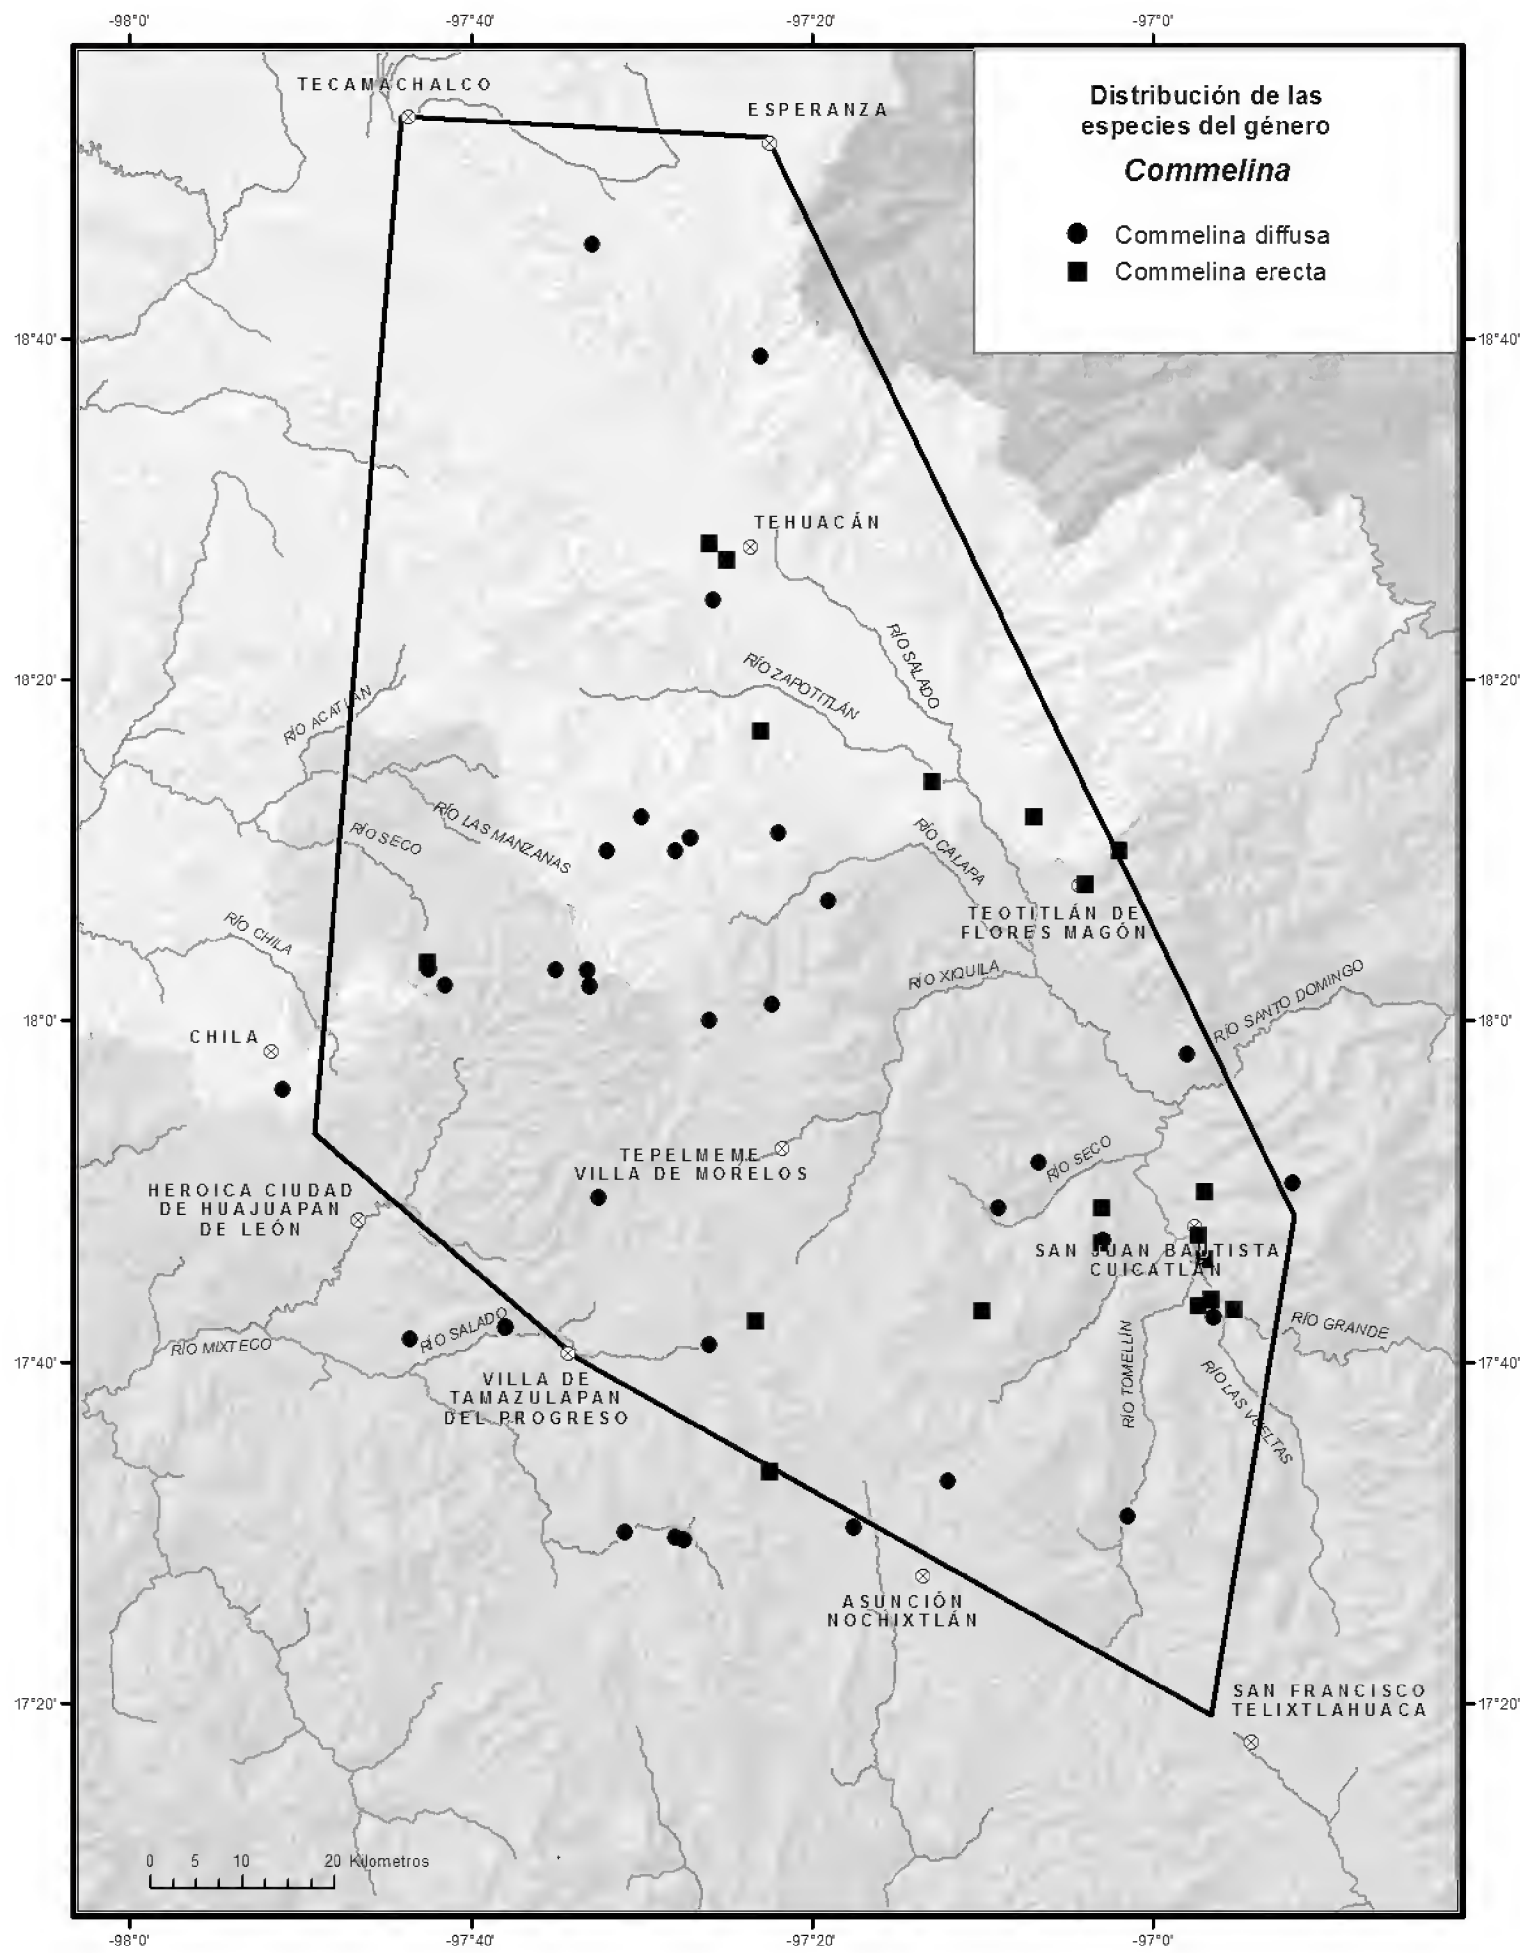 -98°0'
-97°40'
-97°20'
-97°0'
TECAMACHALCO
ESPERANZA
Distribución de las
especies del género
Commelina
Commelina diffusa
Commelina erecta
18°40'
18°40'
TEHUACÁN
RÍO SALADO
RÍO ZAPOTITLÁN
18°20'
18°20'
RÍO ACATLÁN
RÍO LAS MANZANAS
RÍO SECO
RÍO CALAPA
TEOTITLÁN DE
FLORES MAGÓN
RÍO CHILA
RÍO XIQUILA
RÍO SANTO DOMINGO
18°0'
18°0'
CHILA
TEPELMEME
VILLA DE MORELOS
RÍO SECO
HEROICA CIUDAD
DE HUAJUAPAN
DE LEÓN
SAN JUAN BAUTISTA
CUICATLÁN
RÍO SALADO
RÍO MIXTECO
RÍO GRANDE
17°40'
17°40'
RÍO TOMELLÍN
RÍO LAS VUELTAS
VILLA DE
TAMAZULAPAN
DEL PROGRESO
ASUNCIÓN
NOCHIXTLÁN
17°20'
17°20'
SAN FRANCISCO
TELIXTLAHUACA
0 5 10 20 Kilometros
-98°0'
-97°40'
-97°20'
-97°0'